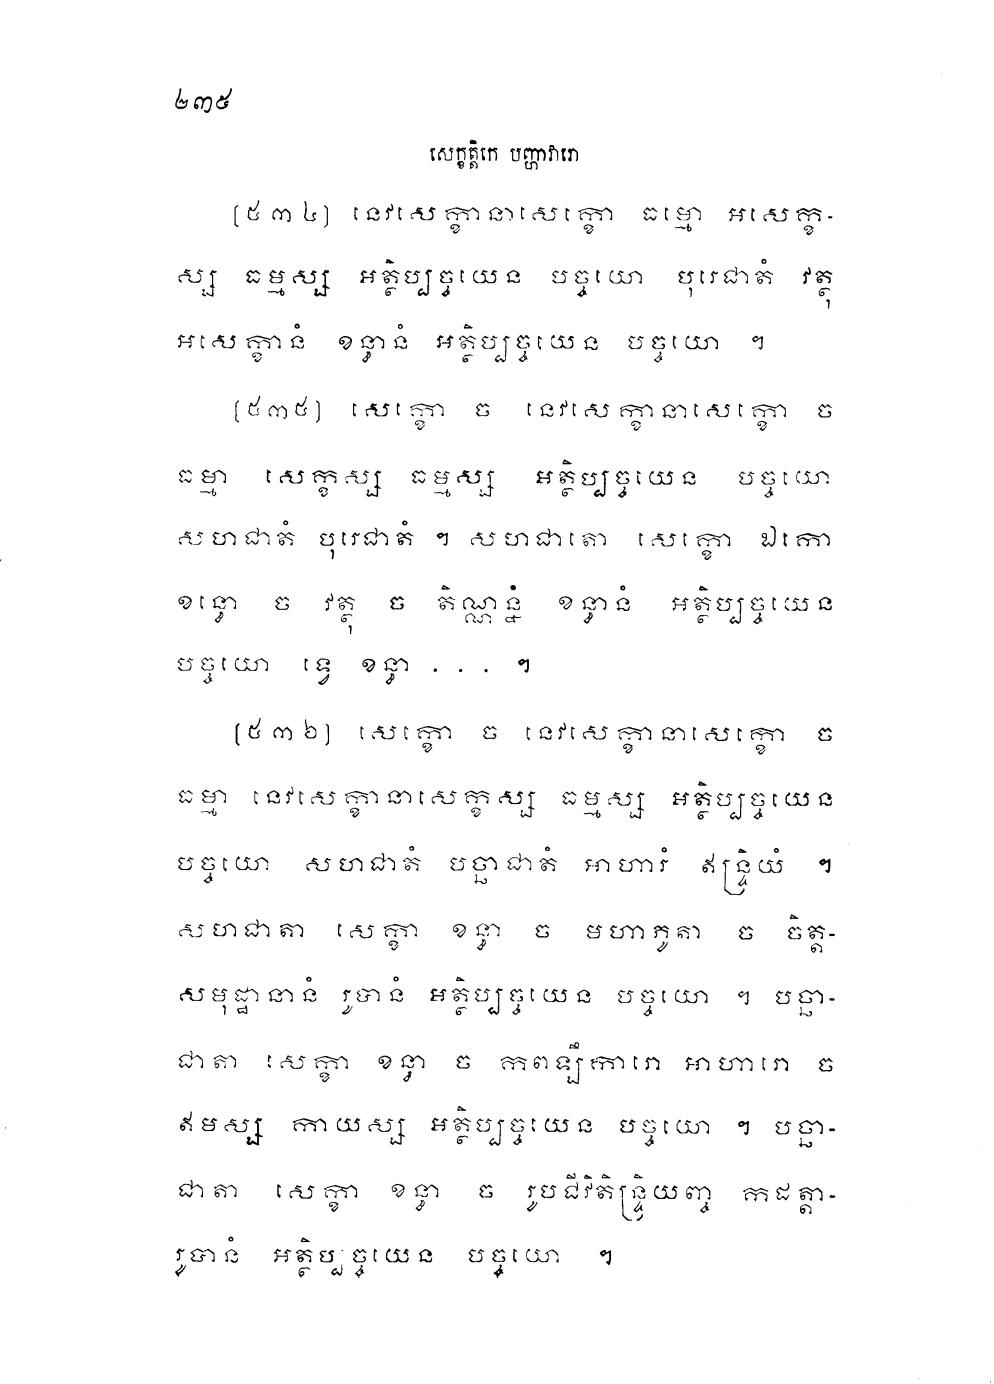 ២៣៥
សេក្ខត្តិកេ បញ្ហាវារោ
(៥៣៤) នេវសេក្ខានាសេក្ខោ ធម្មោ អសេក្ខ-
ស្ស ធម្មស្ស អត្ថិប្បច្ចយេន បច្ចយោ បុរេជាតំ វត្ថុ
អសេក្ខានំ ខន្ធានំ អត្ថិប្បច្ចយេន បច្ចយោ ។
(៥៣៥) សេក្ខោ ច នេវសេក្ខានាសេក្ខោ ច
ធម្មា សេក្ខស្ស ធម្មស្ស អត្ថិប្បច្ចយេន បច្ចយោ
សហជាតំ បុរេជាតំ ។ សហជាតោ សេក្ខោ ឯកោ
ខន្ធោ ច វត្ថុ ច តិណ្ណន្នំ ខន្ធានំ អត្ថិប្បច្ចយេន
បច្ចយោ ទ្វេ ខន្ធា . . . ។
(៥៣៦) សេក្ខោ ច នេវសេក្ខានាសេក្ខោ ច
ធម្មា នេវសេក្ខានាសេក្ខស្ស ធម្មស្ស អត្ថិប្បច្ចយេន
បច្ចយោ សហជាតំ បច្ឆាជាតំ អាហារំ ឥន្ទ្រិយំ ។
សហជាតា សេក្ខា ខន្ធា ច មហាភូតា ច ចិត្ត-
សមុដ្ឋានានំ រូបានំ អត្ថិប្បច្ចយេន បច្ចយោ ។ បច្ឆា-
ជាតា សេក្ខា ខន្ធា ច កពឡីការោ អាហារោ ច
ឥមស្ស កាយស្ស អត្ថិប្បច្ចយេន បច្ចយោ ។ បច្ឆា-
ជាតា សេក្ខា ខន្ធា ច រូបជីវិតិន្ទ្រិយញ្ច កដត្តា-
រូបានំ អត្ថិប្បច្ចយេន បច្ចយោ ។